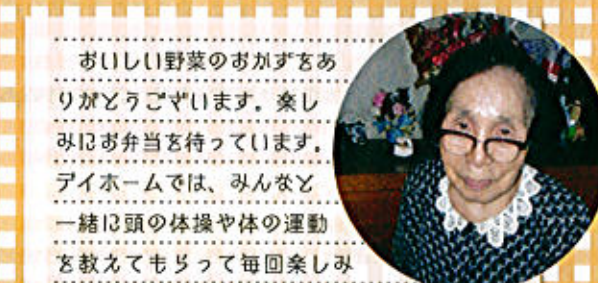 おいしい野菜のおかずをあ
りがとうございます。楽し
みにお弁当を待っています。
デイホームでは、みんなと
一緒に頭の体操や体の運動
を教えてもらって毎回楽しみ